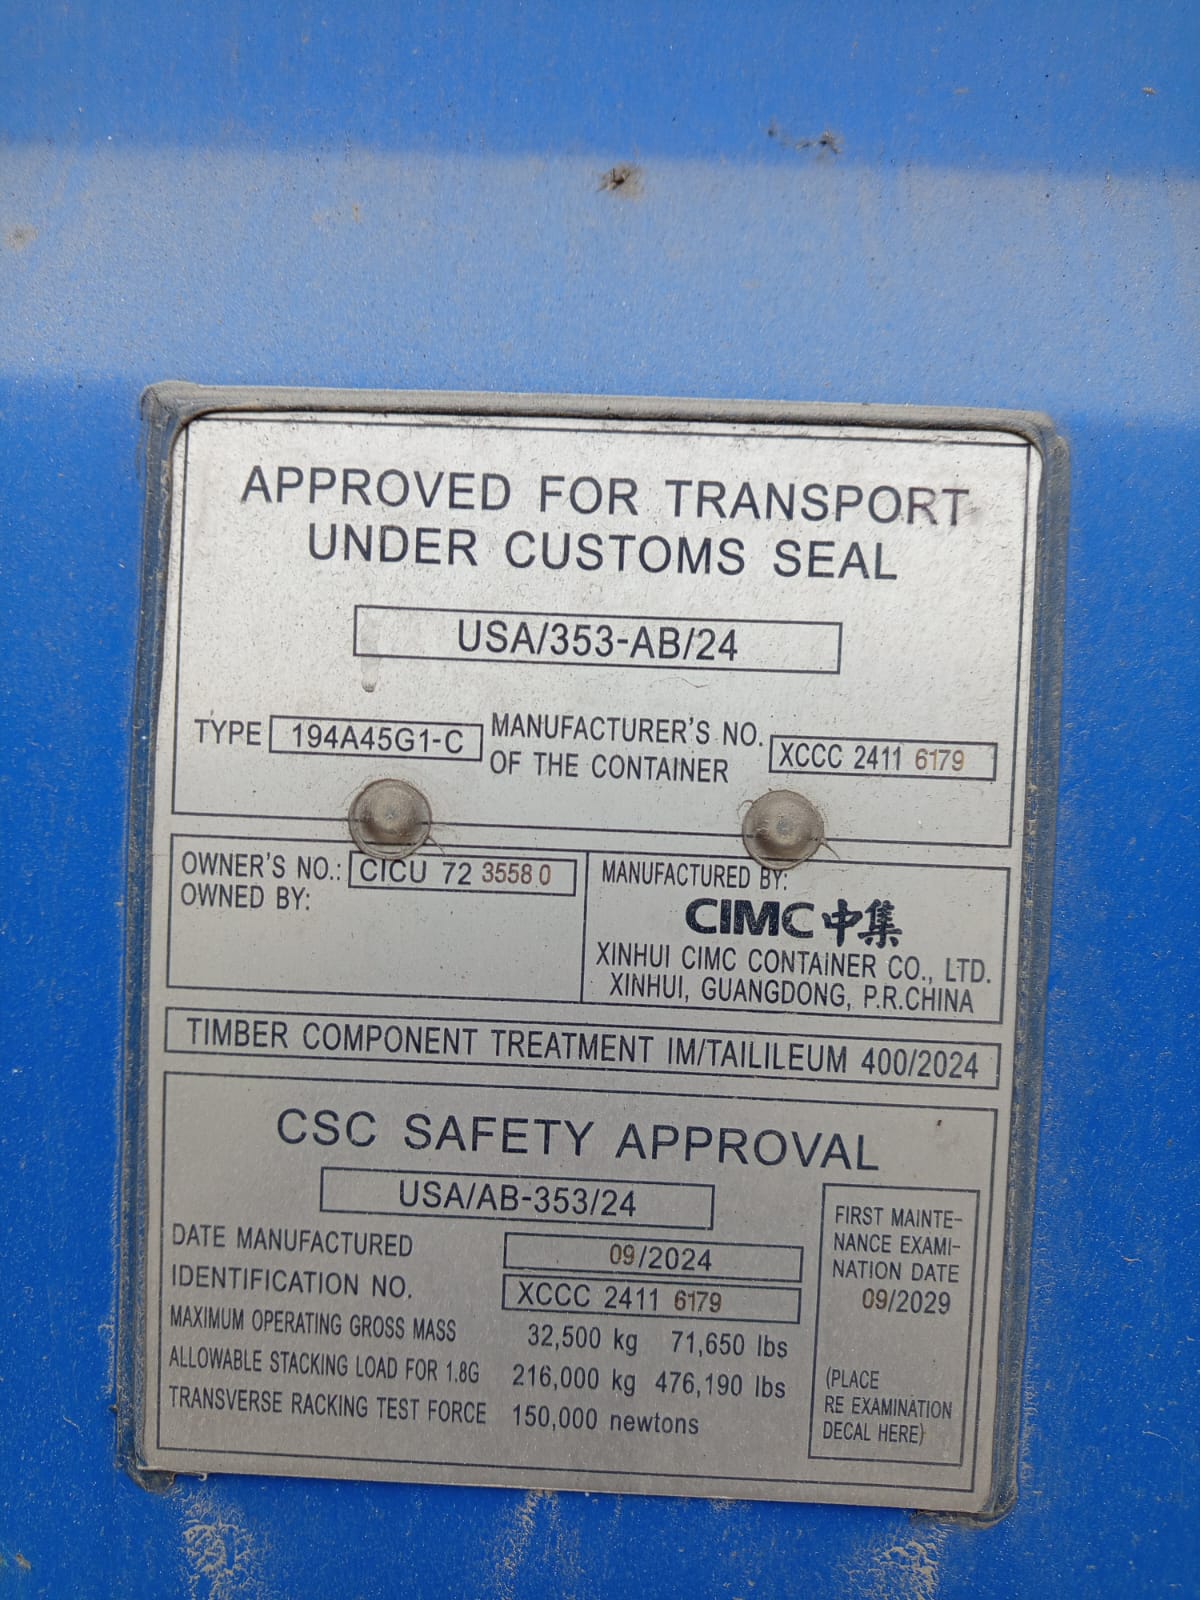 APPROVED FOR TRANSPORT
UNDER CUSTOMS SEAL
USA/353-AB/24
TYPE 194A45G1-C MANUFACTURER'S NO. OF THE CONTAINER XCCC 2411 6179
OWNER'S NO.: CICU 72 3558 0
OWNED BY:
MANUFACTURED BY:
CIMC中集
XINHUI CIMC CONTAINER CO., LTD.
XINHUI, GUANGDONG, P.R.CHINA
TIMBER COMPONENT TREATMENT IM/TAILILEUM 400/2024
CSC SAFETY APPROVAL
USA/AB-353/24
DATE MANUFACTURED 09/2024
IDENTIFICATION NO. XCCC 2411 6179
MAXIMUM OPERATING GROSS MASS 32,500 kg 71,650 lbs
ALLOWABLE STACKING LOAD FOR 1.8G 216,000 kg 476,190 lbs
TRANSVERSE RACKING TEST FORCE 150,000 newtons
FIRST MAINTE-
NANCE EXAMI-
NATION DATE
09/2029
(PLACE
RE EXAMINATION
DECAL HERE)